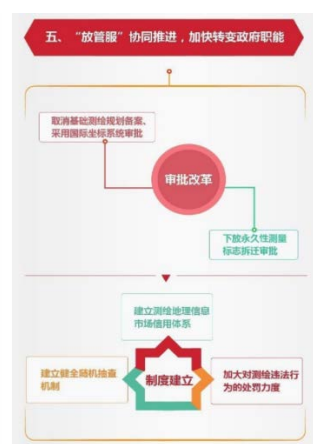 五、“放管服”协同推进，加快转变政府职能
取消基础测绘规划备案、
采用国际坐标系统审批
审批改革
下放永久性测量
标志拆迁审批
建立测绘地理信息
市场信用体系
建立健全随机抽查
机制
制度建立
加大对测绘违法行
为的处罚力度